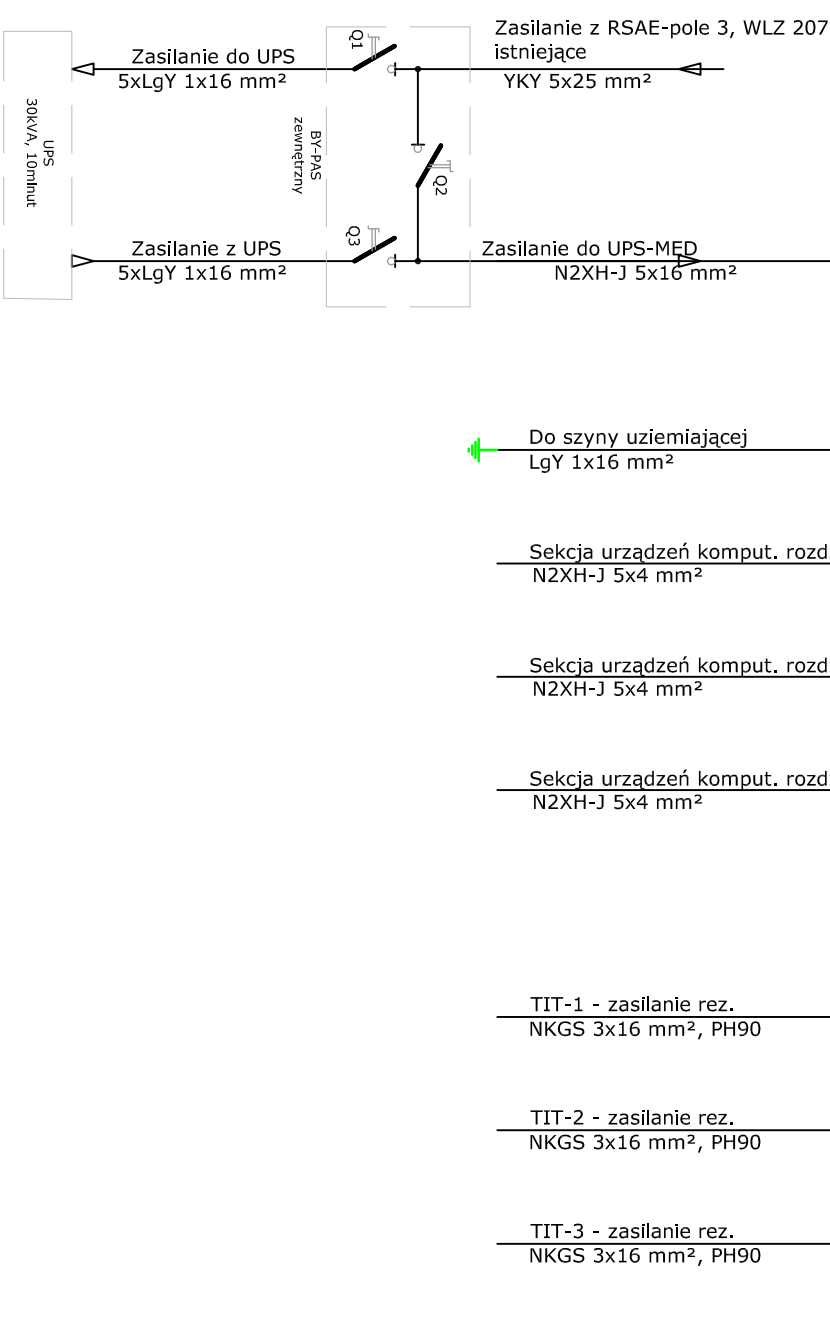 Zasilanie z RSAE-pole 3, WLZ 207
istniejące
YKY 5x25 mm²
Q1
Zasilanie do UPS
5xLgY 1x16 mm²
UPS
30kVA, 10minut
BY-PAS
zewnętrzny
Q2
Q3
Zasilanie z UPS
5xLgY 1x16 mm²
Zasilanie do UPS-MED
N2XH-J 5x16 mm²
Do szyny uziemiającej
LgY 1x16 mm²
Sekcja urządzeń komput. rozd
N2XH-J 5x4 mm²
Sekcja urządzeń komput. rozd
N2XH-J 5x4 mm²
Sekcja urządzeń komput. rozd
N2XH-J 5x4 mm²
TIT-1 - zasilanie rez.
NKGS 3x16 mm², PH90
TIT-2 - zasilanie rez.
NKGS 3x16 mm², PH90
TIT-3 - zasilanie rez.
NKGS 3x16 mm², PH90